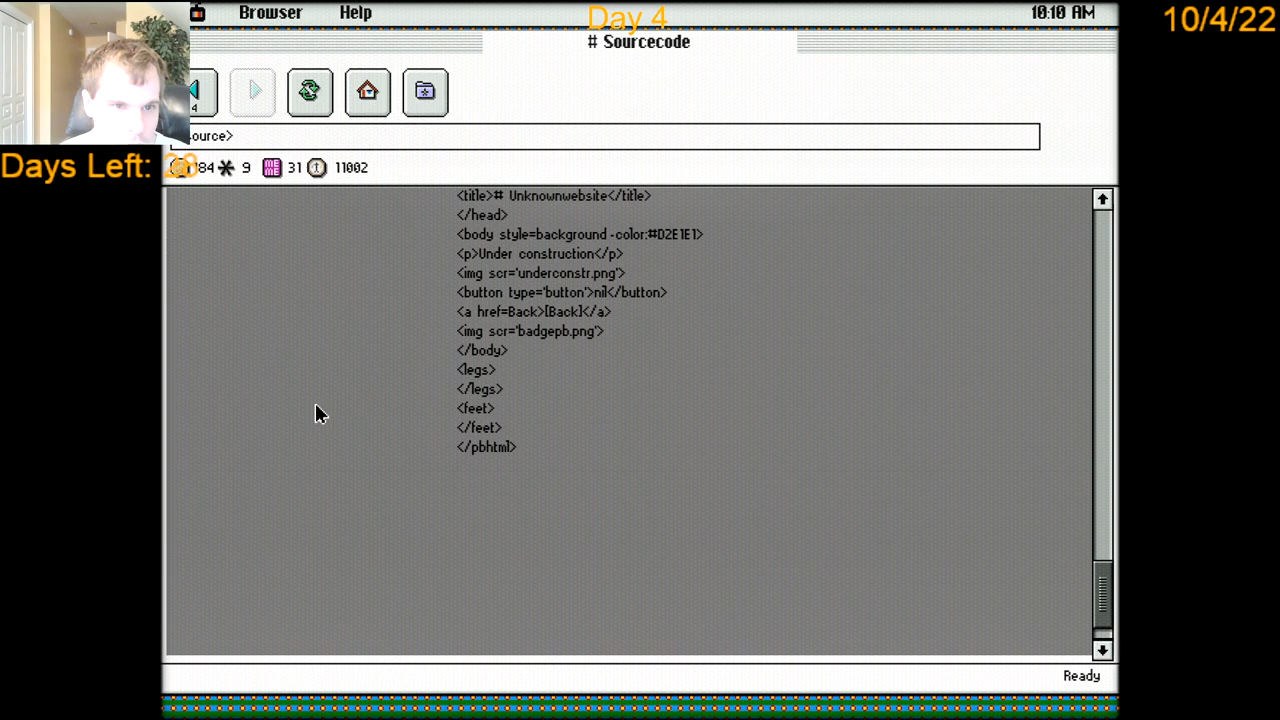 Browser Help
Day 4
10:10 AM
10/4/22
# Sourcecode
4
ource>
Days Left: 28
84 9 31 11002
<title># Unknownwebsite</title>
</head>
<body style=background-color:#D2E1E1>
<p>Under construction</p>
<img scr='underconstr.png'>
<button type='button'>nil</button>
<a href=Back>[Back]</a>
<img scr='badgepb.png'>
</body>
<legs>
</legs>
<feet>
</feet>
</pbhtml>
Ready